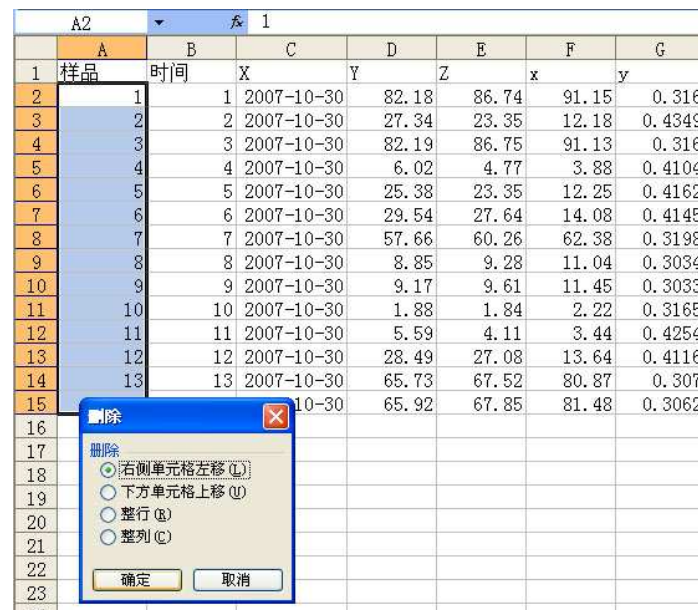 A2 fx 1
A B C D E F G
1 样品 时间 X Y Z x y
2 1 1 2007-10-30 82.18 86.74 91.15 0.316
3 2 2 2007-10-30 27.34 23.35 12.18 0.4349
4 3 3 2007-10-30 82.19 86.75 91.13 0.316
5 4 4 2007-10-30 6.02 4.77 3.88 0.4104
6 5 5 2007-10-30 25.38 23.35 12.25 0.4162
7 6 6 2007-10-30 29.54 27.64 14.08 0.4145
8 7 7 2007-10-30 57.66 60.26 62.38 0.3198
9 8 8 2007-10-30 8.85 9.28 11.04 0.3034
10 9 9 2007-10-30 9.17 9.61 11.45 0.3033
11 10 10 2007-10-30 1.88 1.84 2.22 0.3165
12 11 11 2007-10-30 5.59 4.11 3.44 0.4254
13 12 12 2007-10-30 28.49 27.08 13.64 0.4116
14 13 13 2007-10-30 65.73 67.52 80.87 0.307
15 10-30 65.92 67.85 81.48 0.3062
16
17
18
19
20
21
22
23
删除
删除
右侧单元格左移(L)
下方单元格上移(U)
整行(R)
整列(C)
确定 取消